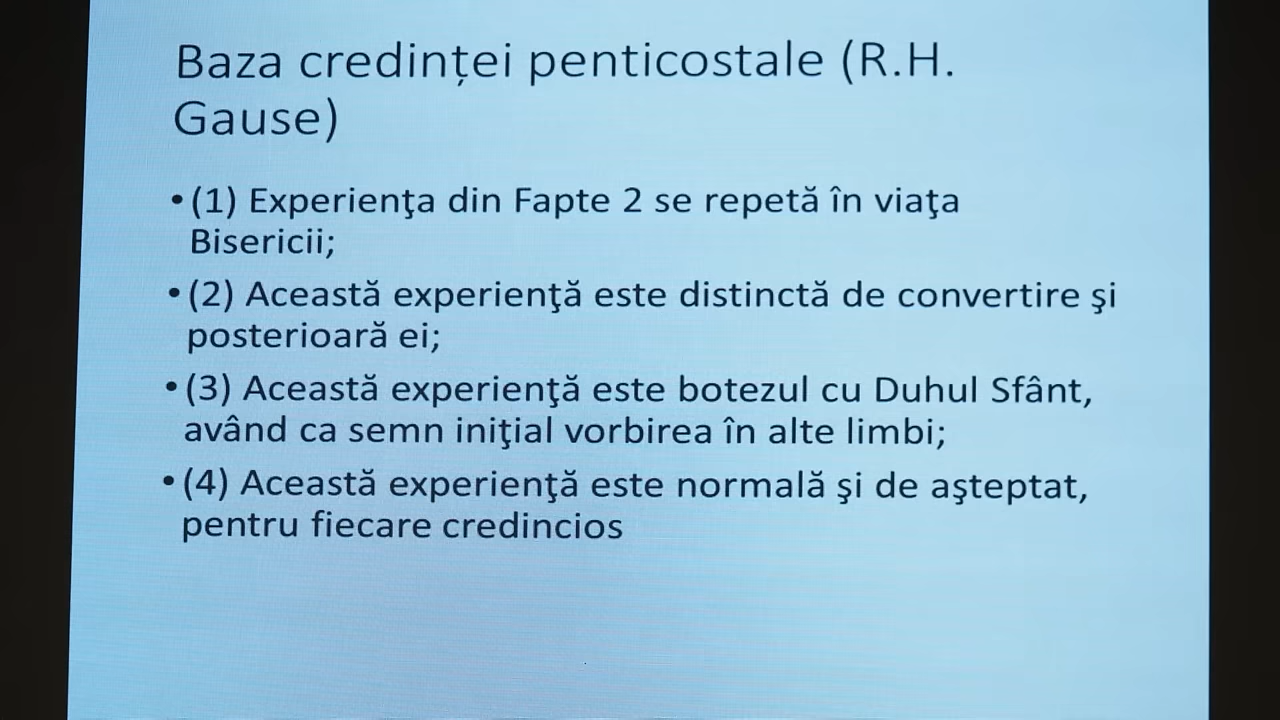 Baza credinței penticostale (R.H.
Gause)
•(1) Experienţa din Fapte 2 se repetă în viaţa
Bisericii;
•(2) Această experienţă este distinctă de convertire şi
posterioară ei;
•(3) Această experienţă este botezul cu Duhul Sfânt,
având ca semn iniţial vorbirea în alte limbi;
•(4) Această experienţă este normală şi de aşteptat,
pentru fiecare credincios